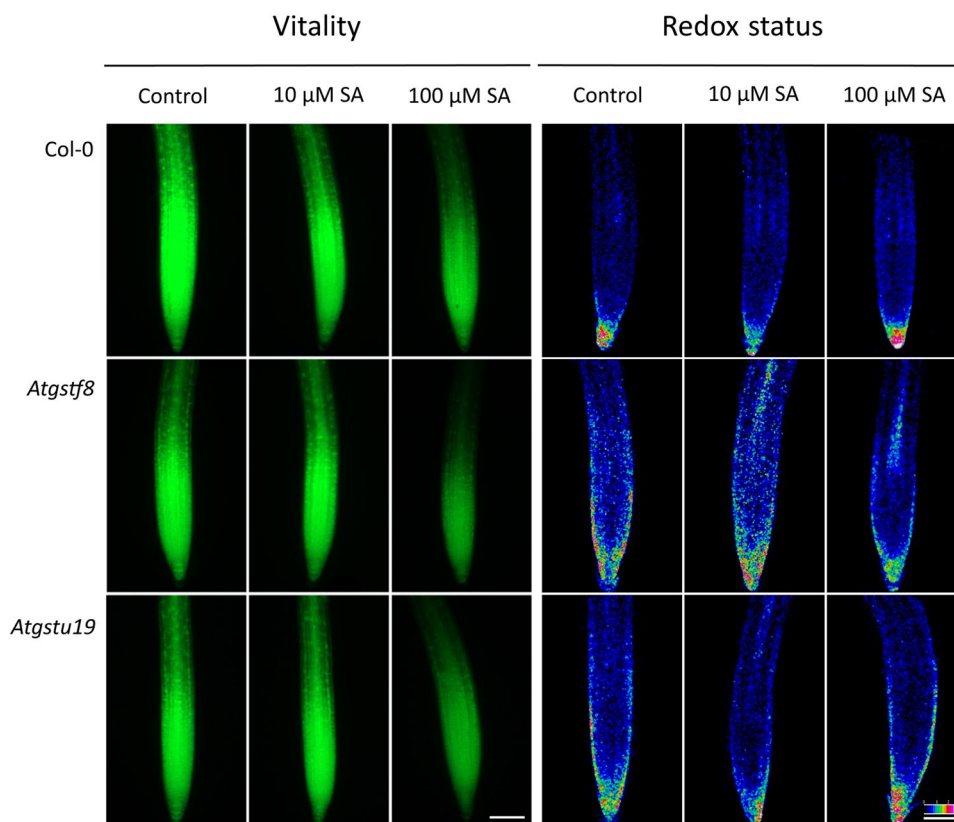 Vitality Redox status
Control 10 µM SA 100 µM SA Control 10 µM SA 100 µM SA
Col-0
Atgstf8
Atgstu19